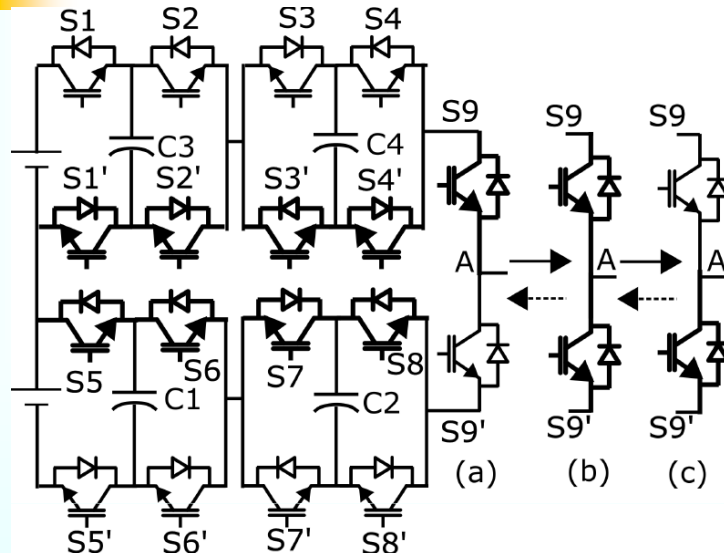 S1 S2 S3 S4
S9 S9 S9
C3 C4
S1' S2' S3' S4'
A A A
S5 S6 S7 S8
C1 C2
S9' S9' S9'
(a) (b) (c)
S5' S6' S7' S8'